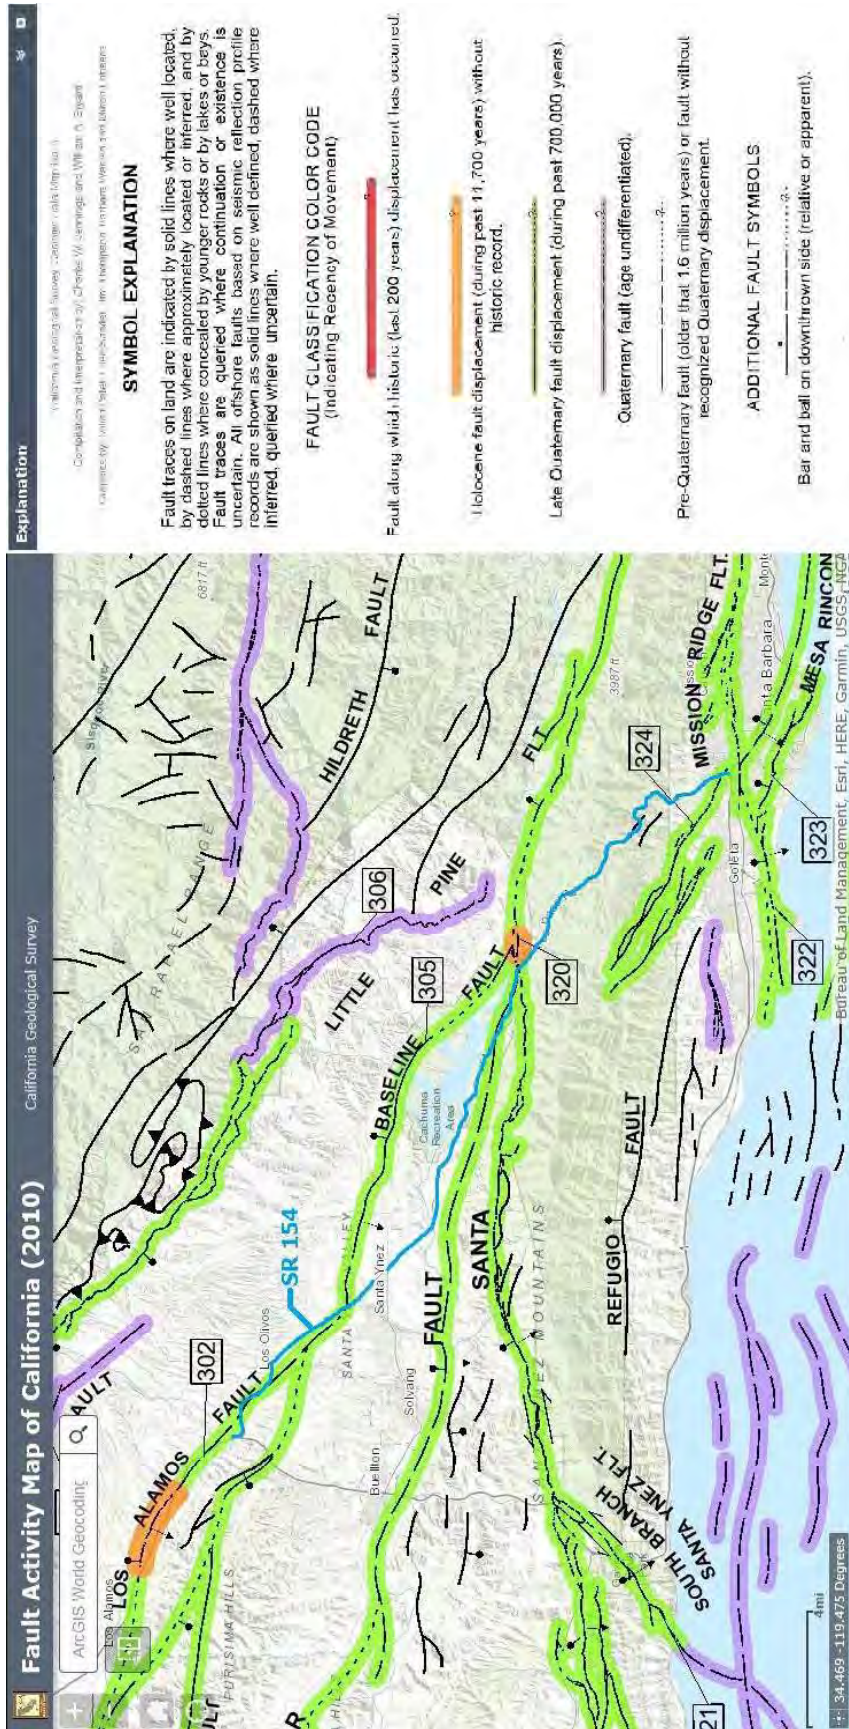 Fault Activity Map of California (2010)
California Geological Survey
ArcGIS World Geocoding
Los Alamos
LOS
ALAMOS
FAULT
302
AULT
PURISIMA HILLS
SR 154
Los Olivos
SANTA
Santa Ynez
Buellton
Solvang
FAULT
SANTA
BASELINE
FAULT
305
Cachuma
Recreation
Area
LITTLE
PINE
306
HILDRETH
FAULT
6817 ft
FLT
3987 ft
320
324
MISSION RIDGE FLT.
Santa Barbara
MESA RINCON
Goleta
322
323
REFUGIO
FAULT
SOUTH BRANCH
SANTA YNEZ FLT.
21
4mi
34.469 -119.475 Degrees
Bureau of Land Management, Esri, HERE, Garmin, USGS, NGA
Explanation
SYMBOL EXPLANATION
Fault traces on land are indicated by solid lines where well located,
by dashed lines where approximately located or inferred, and by
dotted lines where concealed by younger rocks or by lakes or bays.
Fault traces are queried where continuation or existence is
uncertain. All offshore faults based on seismic reflection profile
records are shown as solid lines where well defined, dashed where
inferred, queried where uncertain.
FAULT CLASSIFICATION COLOR CODE
(Indicating Recency of Movement)
Fault along which historic (last 200 years) displacement has occurred.
Holocene fault displacement (during past 11,700 years) without
historic record.
Late Quaternary fault displacement (during past 700,000 years).
Quaternary fault (age undifferentiated).
Pre-Quaternary fault (older that 1.6 million years) or fault without
recognized Quaternary displacement.
ADDITIONAL FAULT SYMBOLS
Bar and ball on downthrown side (relative or apparent).